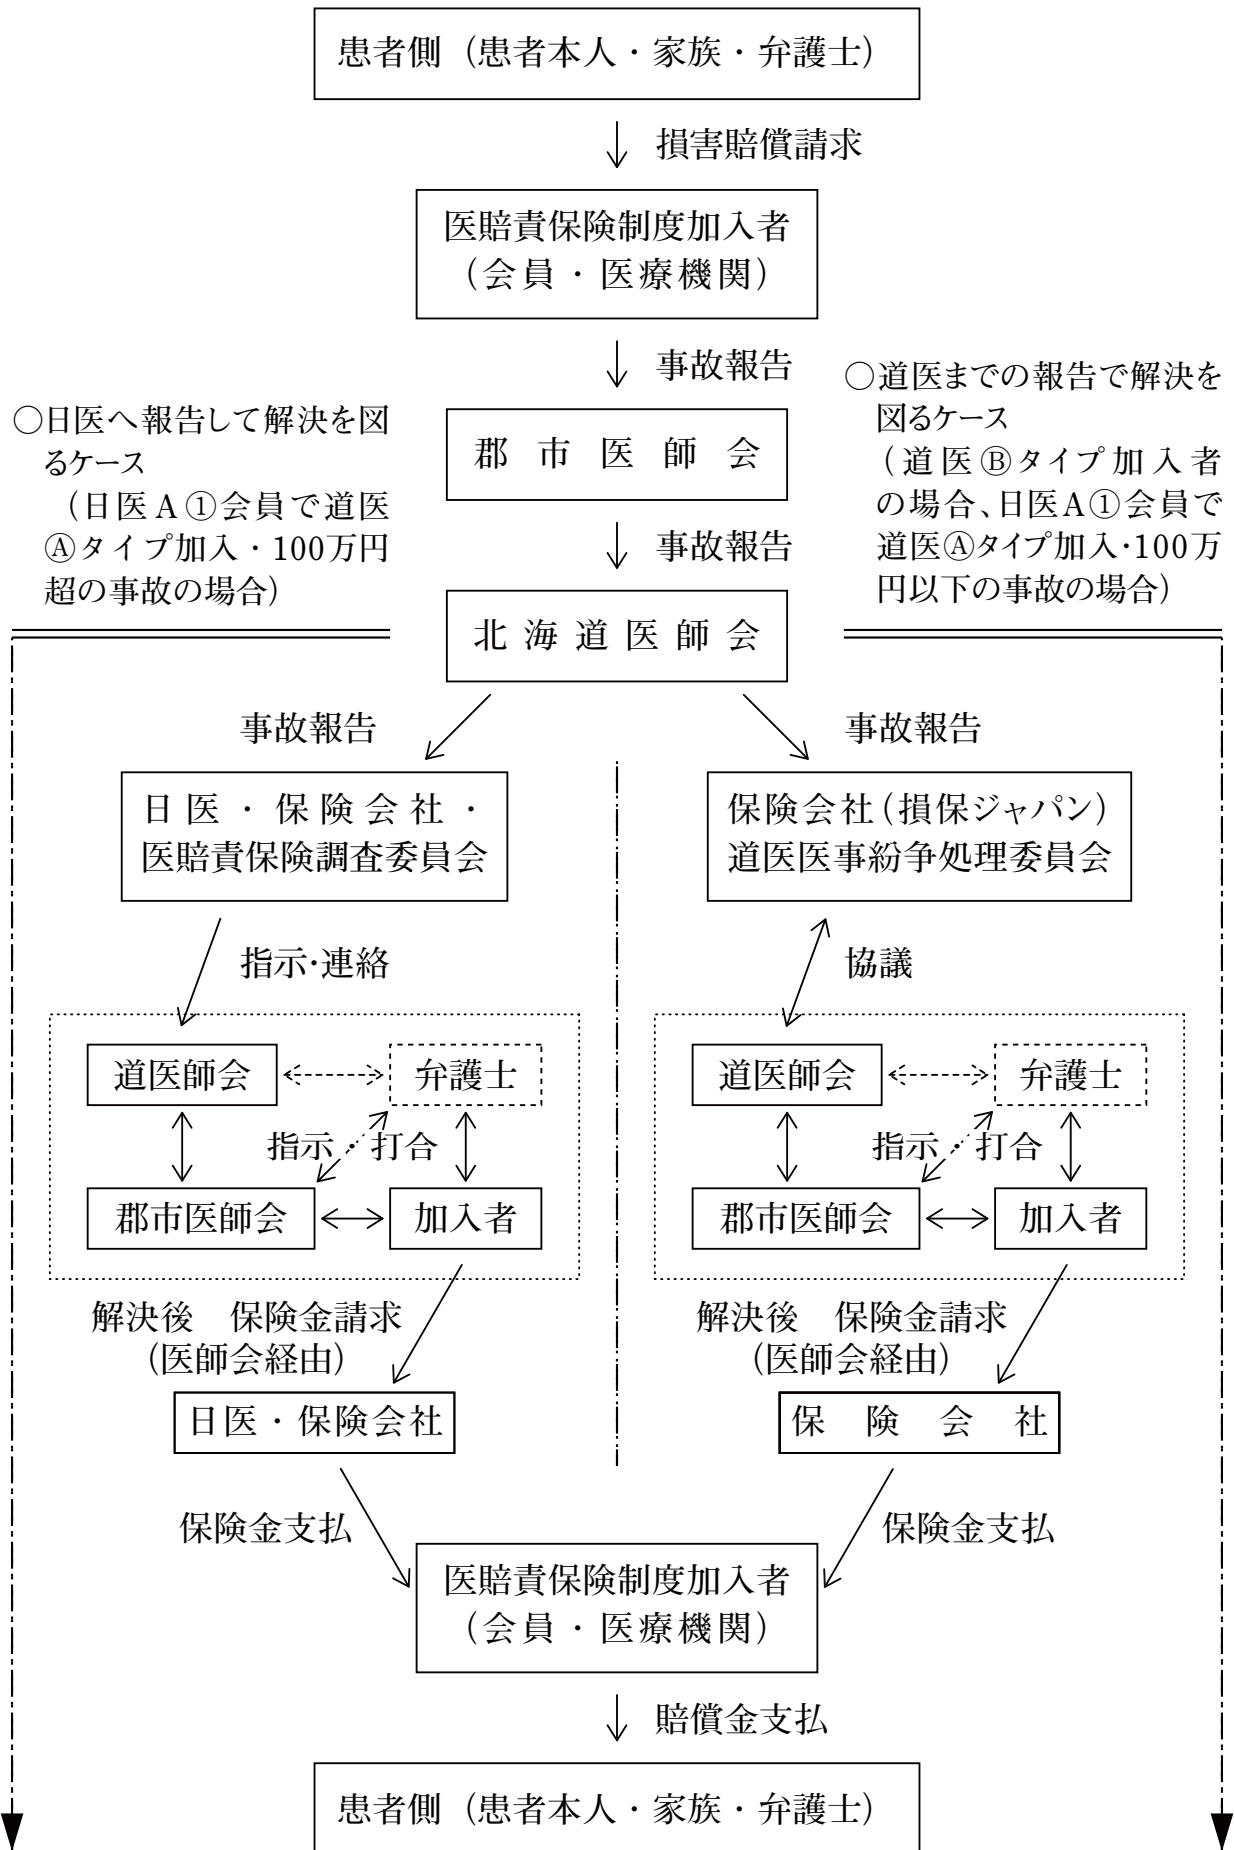 患者側（患者本人・家族・弁護士）
損害賠償請求
医賠責保険制度加入者
（会員・医療機関）
事故報告
郡市医師会
事故報告
北海道医師会
○日医へ報告して解決を図
るケース
（日医A①会員で道医
Ⓐタイプ加入・100万円
超の事故の場合）
○道医までの報告で解決を
図るケース
（道医Ⓑタイプ加入者
の場合、日医A①会員で
道医Ⓐタイプ加入・100万
円以下の事故の場合）
事故報告
事故報告
日医・保険会社・
医賠責保険調査委員会
保険会社（損保ジャパン）
道医医事紛争処理委員会
指示・連絡
協議
道医師会
弁護士
指示・打合
郡市医師会
加入者
道医師会
弁護士
指示・打合
郡市医師会
加入者
解決後　保険金請求
（医師会経由）
解決後　保険金請求
（医師会経由）
日医・保険会社
保険会社
保険金支払
保険金支払
医賠責保険制度加入者
（会員・医療機関）
賠償金支払
患者側（患者本人・家族・弁護士）